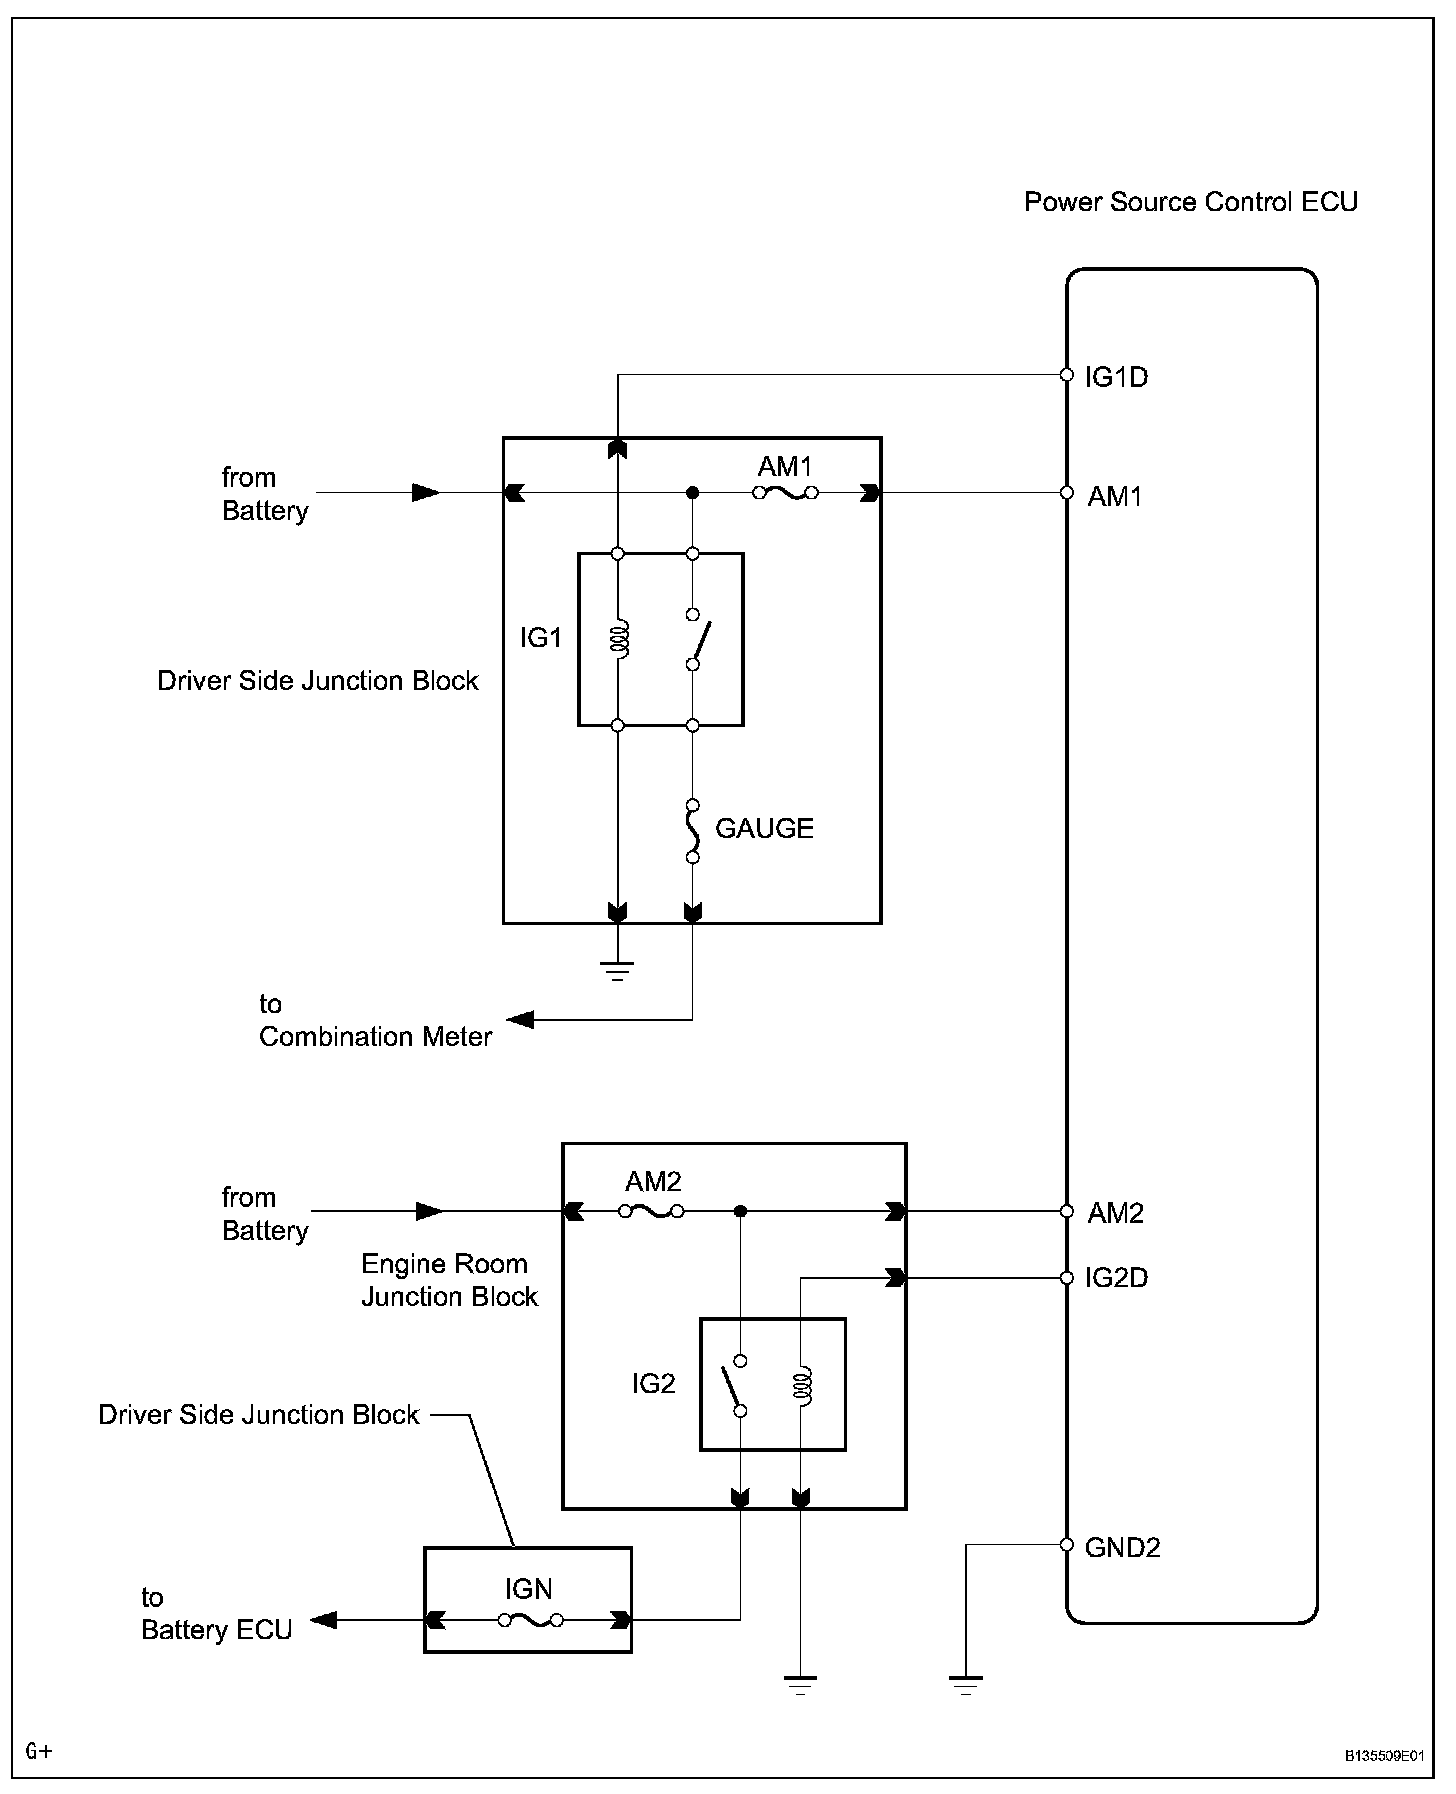 Power Source Control ECU
IG1D
from
Battery
AM1
AM1
IG1
Driver Side Junction Block
GAUGE
to
Combination Meter
from
Battery
AM2
AM2
Engine Room
Junction Block
IG2D
IG2
Driver Side Junction Block
GND2
IGN
to
Battery ECU
G+
B135509E01